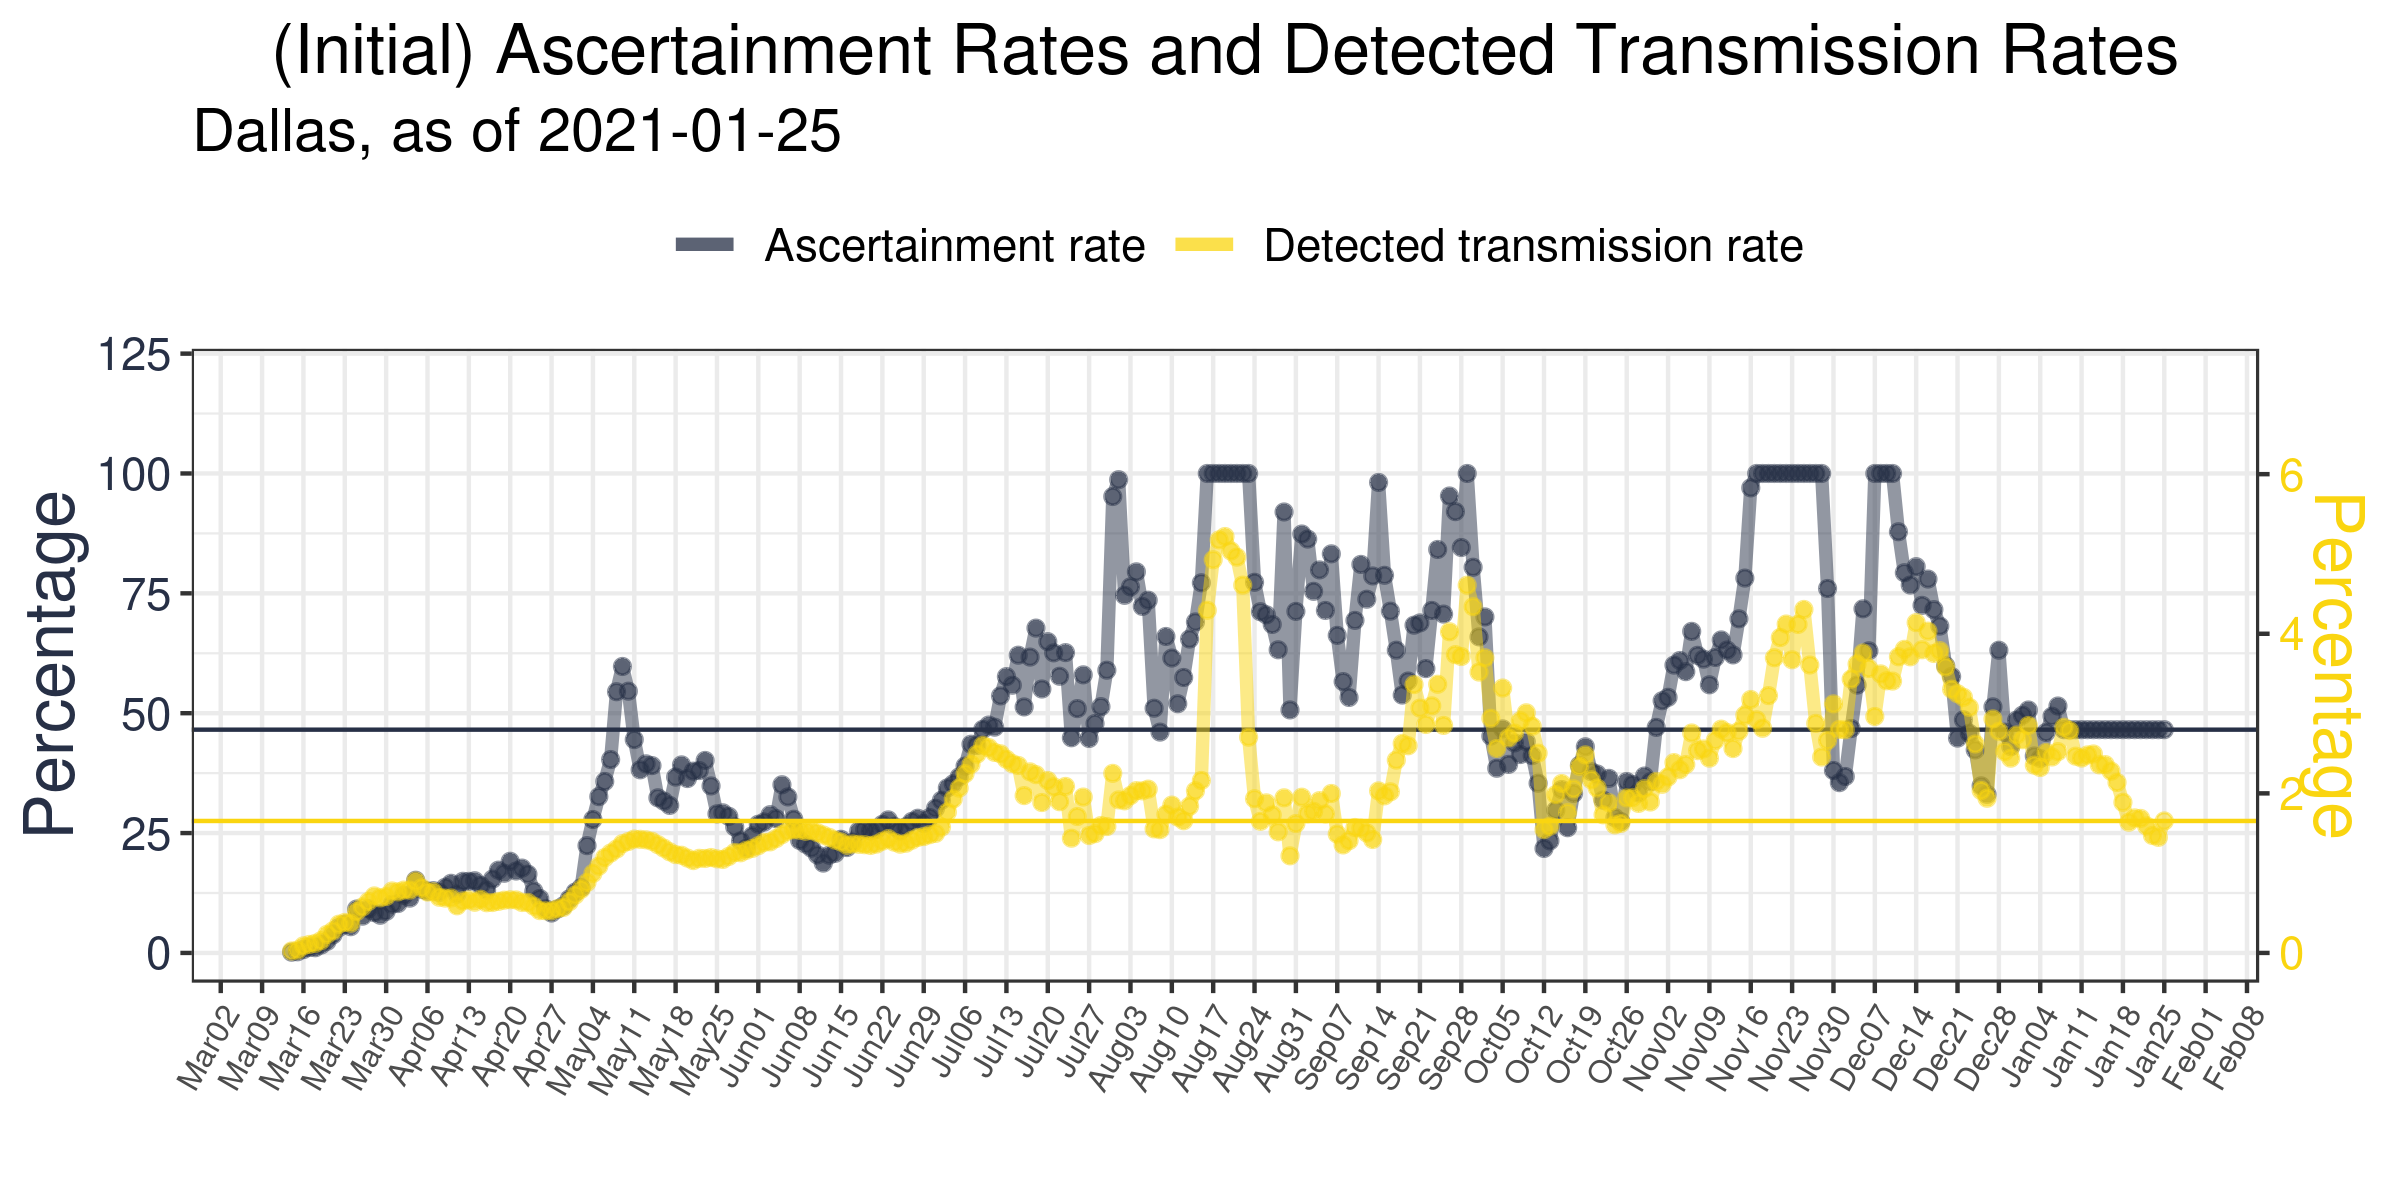 (Initial) Ascertainment Rates and Detected Transmission Rates
Dallas, as of 2021-01-25
Ascertainment rate
Detected transmission rate
Percentage
125
100
75
50
25
0
6
4
2
0
Percentage
Mar02
Mar09
Mar16
Mar23
Mar30
Apr06
Apr13
Apr20
Apr27
May04
May11
May18
May25
Jun01
Jun08
Jun15
Jun22
Jun29
Jul06
Jul13
Jul20
Jul27
Aug03
Aug10
Aug17
Aug24
Aug31
Sep07
Sep14
Sep21
Sep28
Oct05
Oct12
Oct19
Oct26
Nov02
Nov09
Nov16
Nov23
Nov30
Dec07
Dec14
Dec21
Dec28
Jan04
Jan11
Jan18
Jan25
Feb01
Feb08